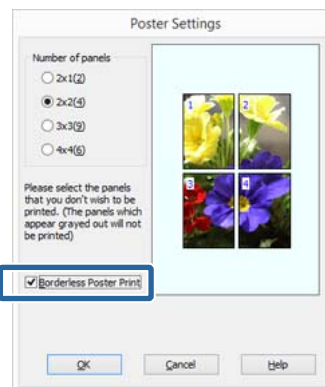 Poster Settings
Number of panels
2x1(2)
2x2(4)
3x3(9)
4x4(6)
1
2
3
4
Please select the panels
that you don't wish to be
printed. (The panels which
appear grayed out will not
be printed)
Borderless Poster Print
OK
Cancel
Help